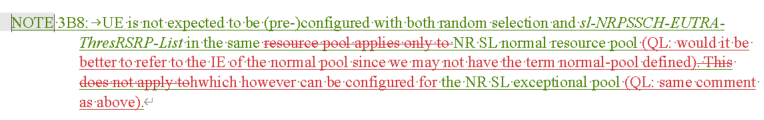 NOTE 3B8: →UE is not expected to be (pre-)configured with both random selection and sl-NRPSSCH-EUTRA-
ThresRSRP-List in the same resource pool applies only to NR SL normal resource pool (QL: would it be
better to refer to the IE of the normal pool since we may not have the term normal-pool defined). This
does not apply tohwhich however can be configured for the NR SL exceptional pool (QL: same comment
as above).↵